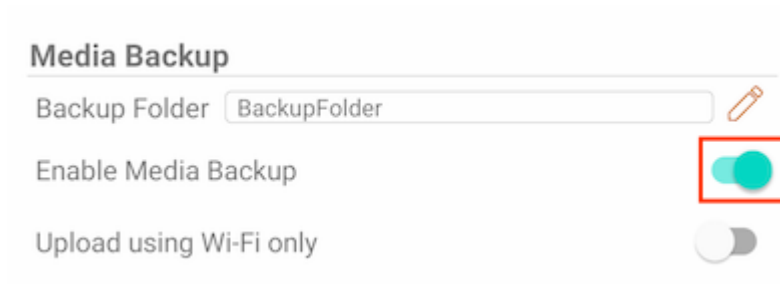 Media Backup
Backup Folder BackupFolder
Enable Media Backup
Upload using Wi-Fi only